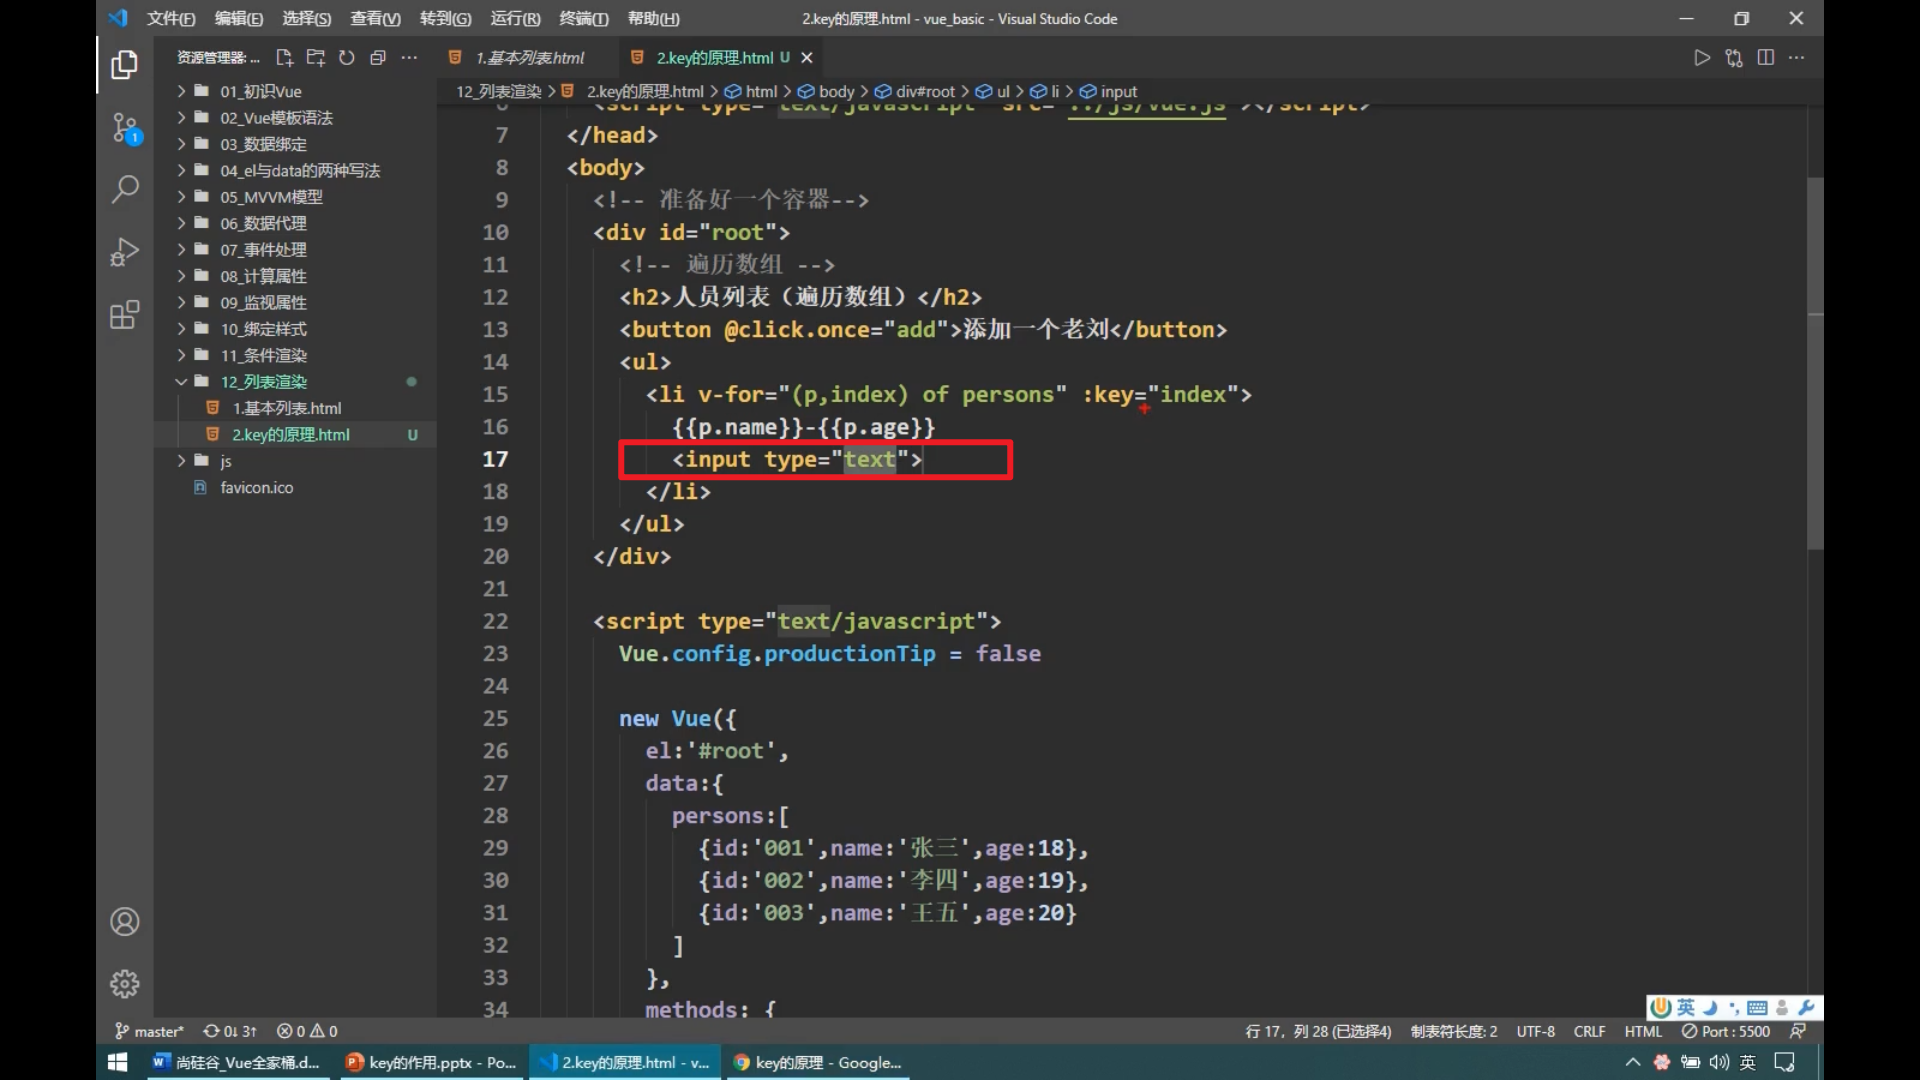 文件(F) 编辑(E) 选择(S) 查看(V) 转到(G) 运行(R) 终端(T) 帮助(H) 2.key的原理.html - vue_basic - Visual Studio Code
资源管理器: ...
1.基本列表.html 2.key的原理.html U
12_列表渲染 > 2.key的原理.html > html > body > div#root > ul > li > input
01_初识Vue
02_Vue模板语法
03_数据绑定
04_el与data的两种写法
05_MVVM模型
06_数据代理
07_事件处理
08_计算属性
09_监视属性
10_绑定样式
11_条件渲染
12_列表渲染
1.基本列表.html
2.key的原理.html U
js
favicon.ico
1
6 <script type="text/javascript" src="../js/vue.js"></script>
7 </head>
8 <body>
9 <!-- 准备好一个容器-->
10 <div id="root">
11 <!-- 遍历数组 -->
12 <h2>人员列表（遍历数组）</h2>
13 <button @click.once="add">添加一个老刘</button>
14 <ul>
15 <li v-for="(p,index) of persons" :key="index">
16 {{p.name}}-{{p.age}}
17 <input type="text">
18 </li>
19 </ul>
20 </div>
21
22 <script type="text/javascript">
23 Vue.config.productionTip = false
24
25 new Vue({
26 el:'#root',
27 data:{
28 persons:[
29 {id:'001',name:'张三',age:18},
30 {id:'002',name:'李四',age:19},
31 {id:'003',name:'王五',age:20}
32 ]
33 },
34 methods: {
英
master* 0↓ 3↑ 0 0 行 17，列 28 (已选择4) 制表符长度: 2 UTF-8 CRLF HTML Port : 5500
尚硅谷_Vue全家桶.d... key的作用.pptx - Po... 2.key的原理.html - v... key的原理 - Google... 英